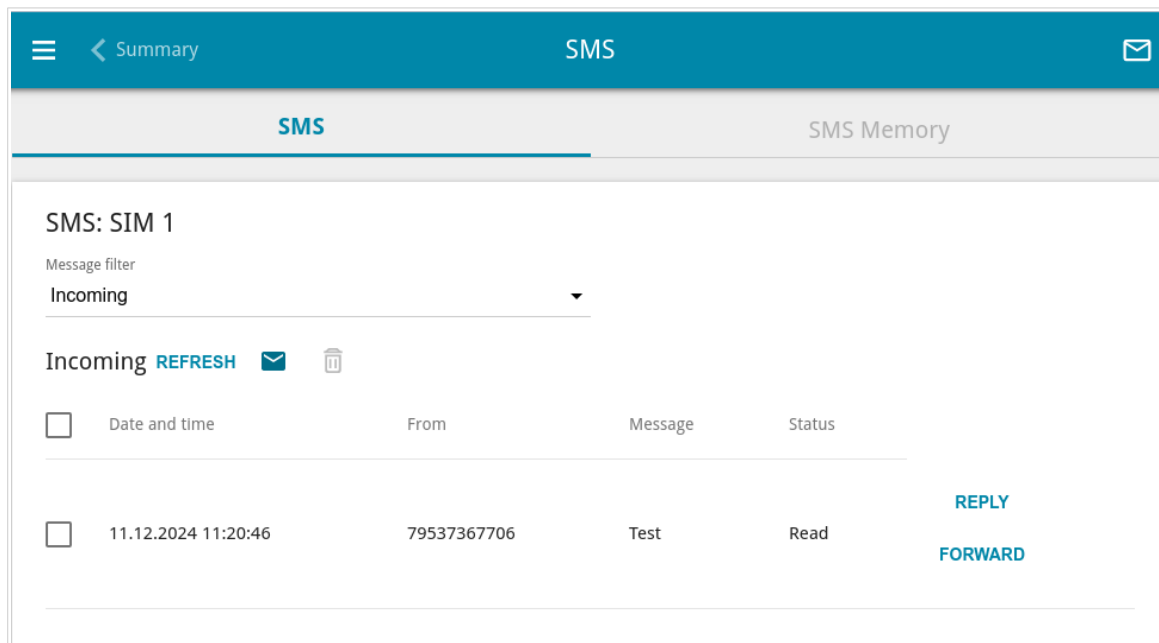 Summary SMS
SMS SMS Memory
SMS: SIM 1
Message filter
Incoming
Incoming REFRESH
Date and time From Message Status
REPLY
11.12.2024 11:20:46 79537367706 Test Read
FORWARD